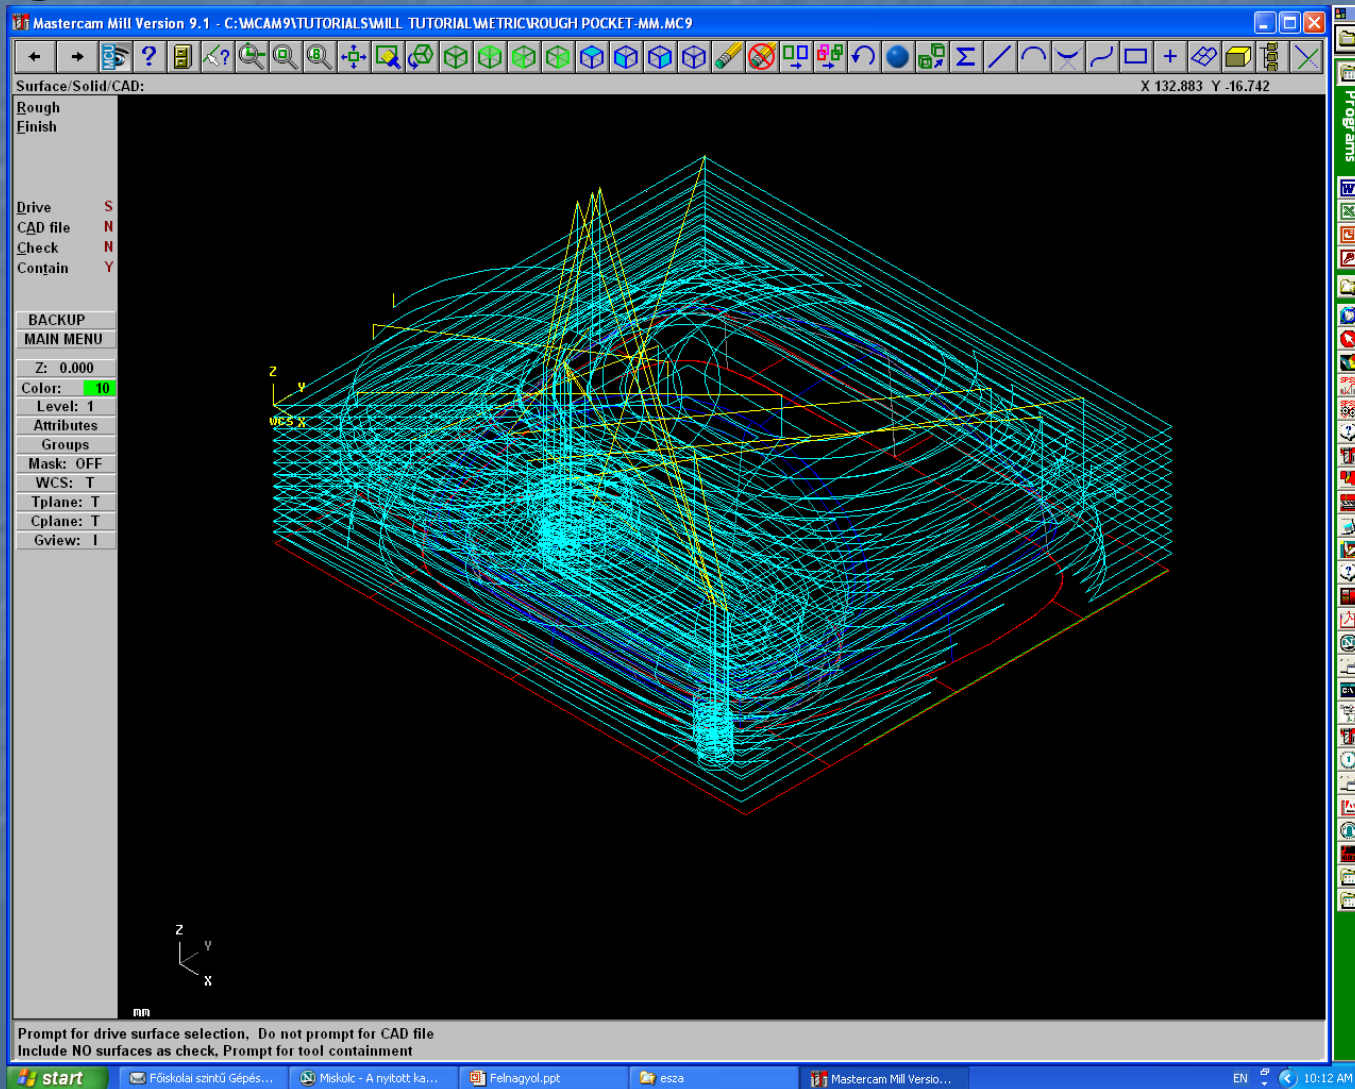 Mastercam Mill Version 9.1 - C:\MCAM9\TUTORIALS\MILL TUTORIAL\METRIC\ROUGH POCKET-MM.MC9
Surface/Solid/CAD:
X 132.883 Y -16.742
Rough
Finish
Drive S
CAD file N
Check N
Contain Y
BACKUP
MAIN MENU
Z: 0.000
Color: 10
Level: 1
Attributes
Groups
Mask: OFF
WCS: T
Tplane: T
Cplane: T
Gview: I
Z
Y
WCS X
Z
Y
X
mm
Programs
Prompt for drive surface selection, Do not prompt for CAD file
Include NO surfaces as check, Prompt for tool containment
start
Főiskolai szintű Gépés...
Miskolc - A nyitott ka...
Felnagyol.ppt
esza
Mastercam Mill Versio...
EN
10:12 AM